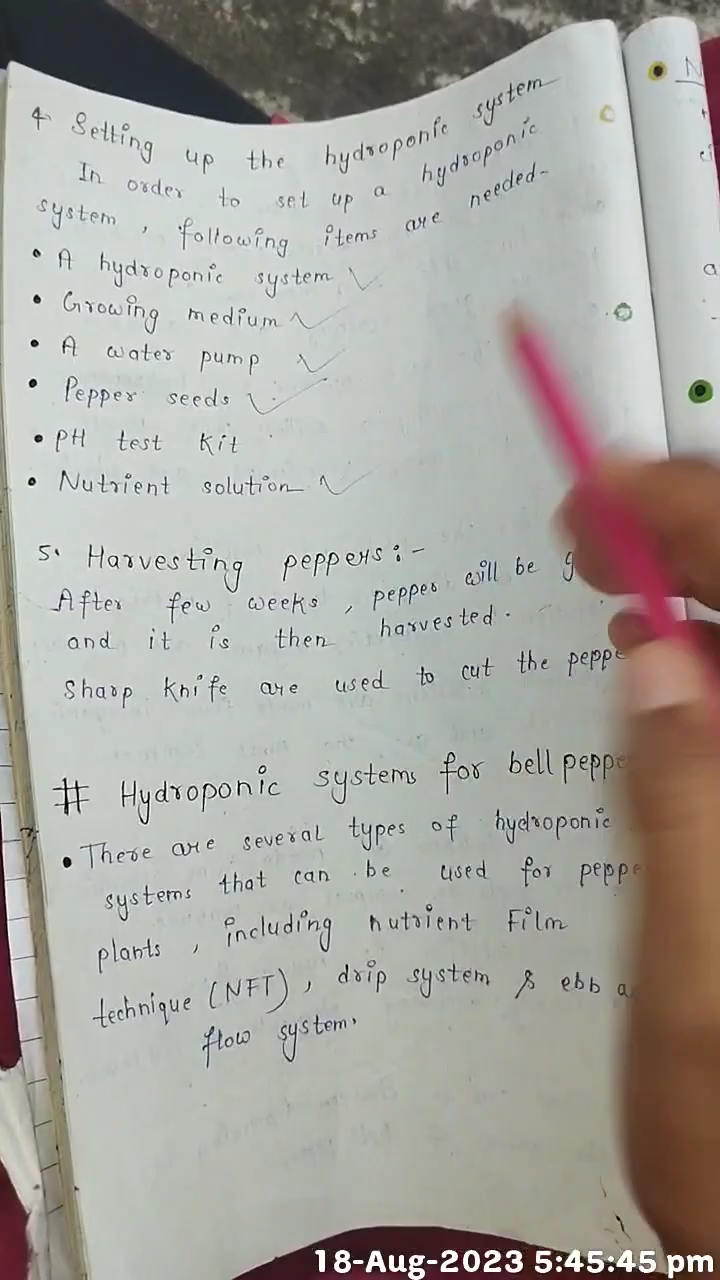 4 Setting up the hydroponic system
In order to set up a hydroponic
system, following items are needed-
• A hydroponic system ✓
• Growing medium ✓
• A water pump ✓
• Pepper seeds ✓
• PH test Kit
• Nutrient solution ✓
5. Harvesting peppers:-
After few weeks, pepper will be
and it is then harvested.
Sharp knife are used to cut the
# Hydroponic systems for bell
• There are several types of hydroponic
systems that can be used for
plants, including nutrient Film
technique (NFT), drip system & ebb
flow system.
18-Aug-2023 5:45:45 pm